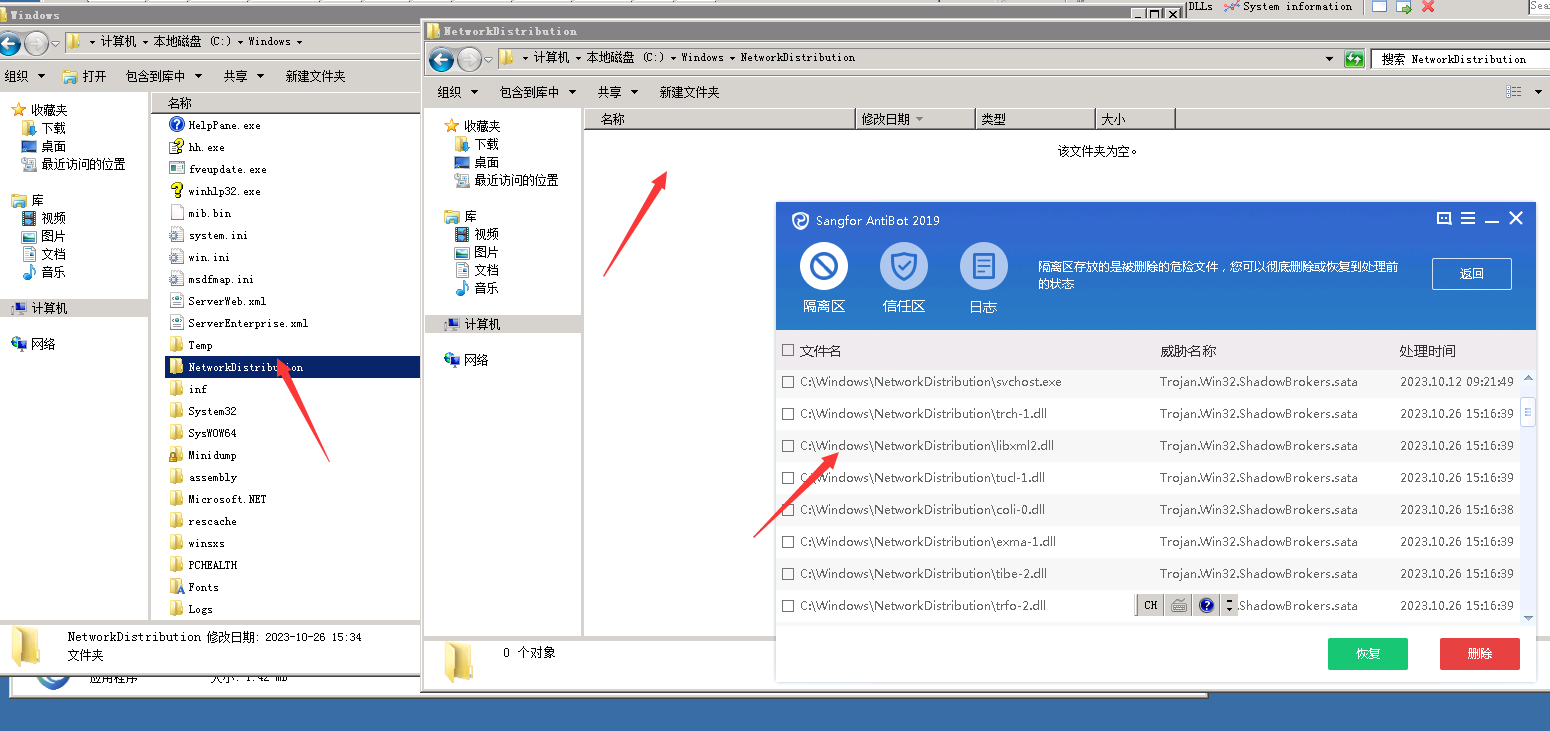 Windows
计算机 本地磁盘 (C:) Windows
组织 打开 包含到库中 共享 新建文件夹
收藏夹
下载
桌面
最近访问的位置
库
视频
图片
文档
音乐
计算机
网络
名称
HelpPane.exe
hh.exe
fveupdate.exe
winhlp32.exe
mib.bin
system.ini
win.ini
msdfmap.ini
ServerWeb.xml
ServerEnterprise.xml
Temp
NetworkDistribution
inf
System32
SysWOW64
Minidump
assembly
Microsoft.NET
rescache
winsxs
PCHEALTH
Fonts
Logs
NetworkDistribution 修改日期: 2023-10-26 15:34
文件夹
应用程序 大小: 1.42 MB
DLLs System information
Sea
NetworkDistribution
计算机 本地磁盘 (C:) Windows NetworkDistribution
搜索 NetworkDistribution
组织 包含到库中 共享 新建文件夹
收藏夹
下载
桌面
最近访问的位置
库
视频
图片
文档
音乐
计算机
网络
名称 修改日期 类型 大小
该文件夹为空。
0 个对象
Sangfor AntiBot 2019
隔离区 信任区 日志
隔离区存放的是被删除的危险文件，您可以彻底删除或恢复到处理前
的状态
返回
文件名 威胁名称 处理时间
C:\Windows\NetworkDistribution\svchost.exe Trojan.Win32.ShadowBrokers.sata 2023.10.12 09:21:49
C:\Windows\NetworkDistribution\trch-1.dll Trojan.Win32.ShadowBrokers.sata 2023.10.26 15:16:39
C:\Windows\NetworkDistribution\libxml2.dll Trojan.Win32.ShadowBrokers.sata 2023.10.26 15:16:39
C:\Windows\NetworkDistribution\tucl-1.dll Trojan.Win32.ShadowBrokers.sata 2023.10.26 15:16:39
C:\Windows\NetworkDistribution\coli-0.dll Trojan.Win32.ShadowBrokers.sata 2023.10.26 15:16:38
C:\Windows\NetworkDistribution\exma-1.dll Trojan.Win32.ShadowBrokers.sata 2023.10.26 15:16:39
C:\Windows\NetworkDistribution\tibe-2.dll Trojan.Win32.ShadowBrokers.sata 2023.10.26 15:16:39
C:\Windows\NetworkDistribution\trfo-2.dll CH .ShadowBrokers.sata 2023.10.26 15:16:39
恢复 删除